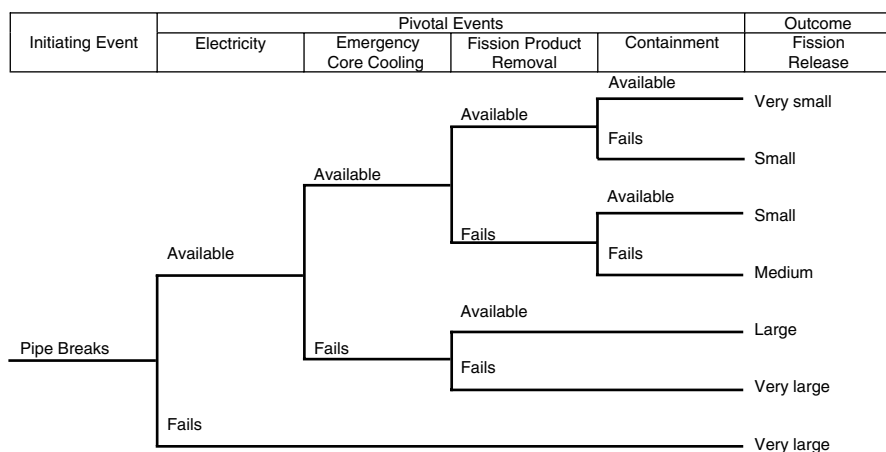 Pivotal Events
Outcome
Initiating Event
Electricity
Emergency
Core Cooling
Fission Product
Removal
Containment
Fission
Release
Available
Very small
Available
Fails
Small
Available
Available
Small
Fails
Fails
Medium
Available
Available
Large
Pipe Breaks
Fails
Fails
Very large
Fails
Very large